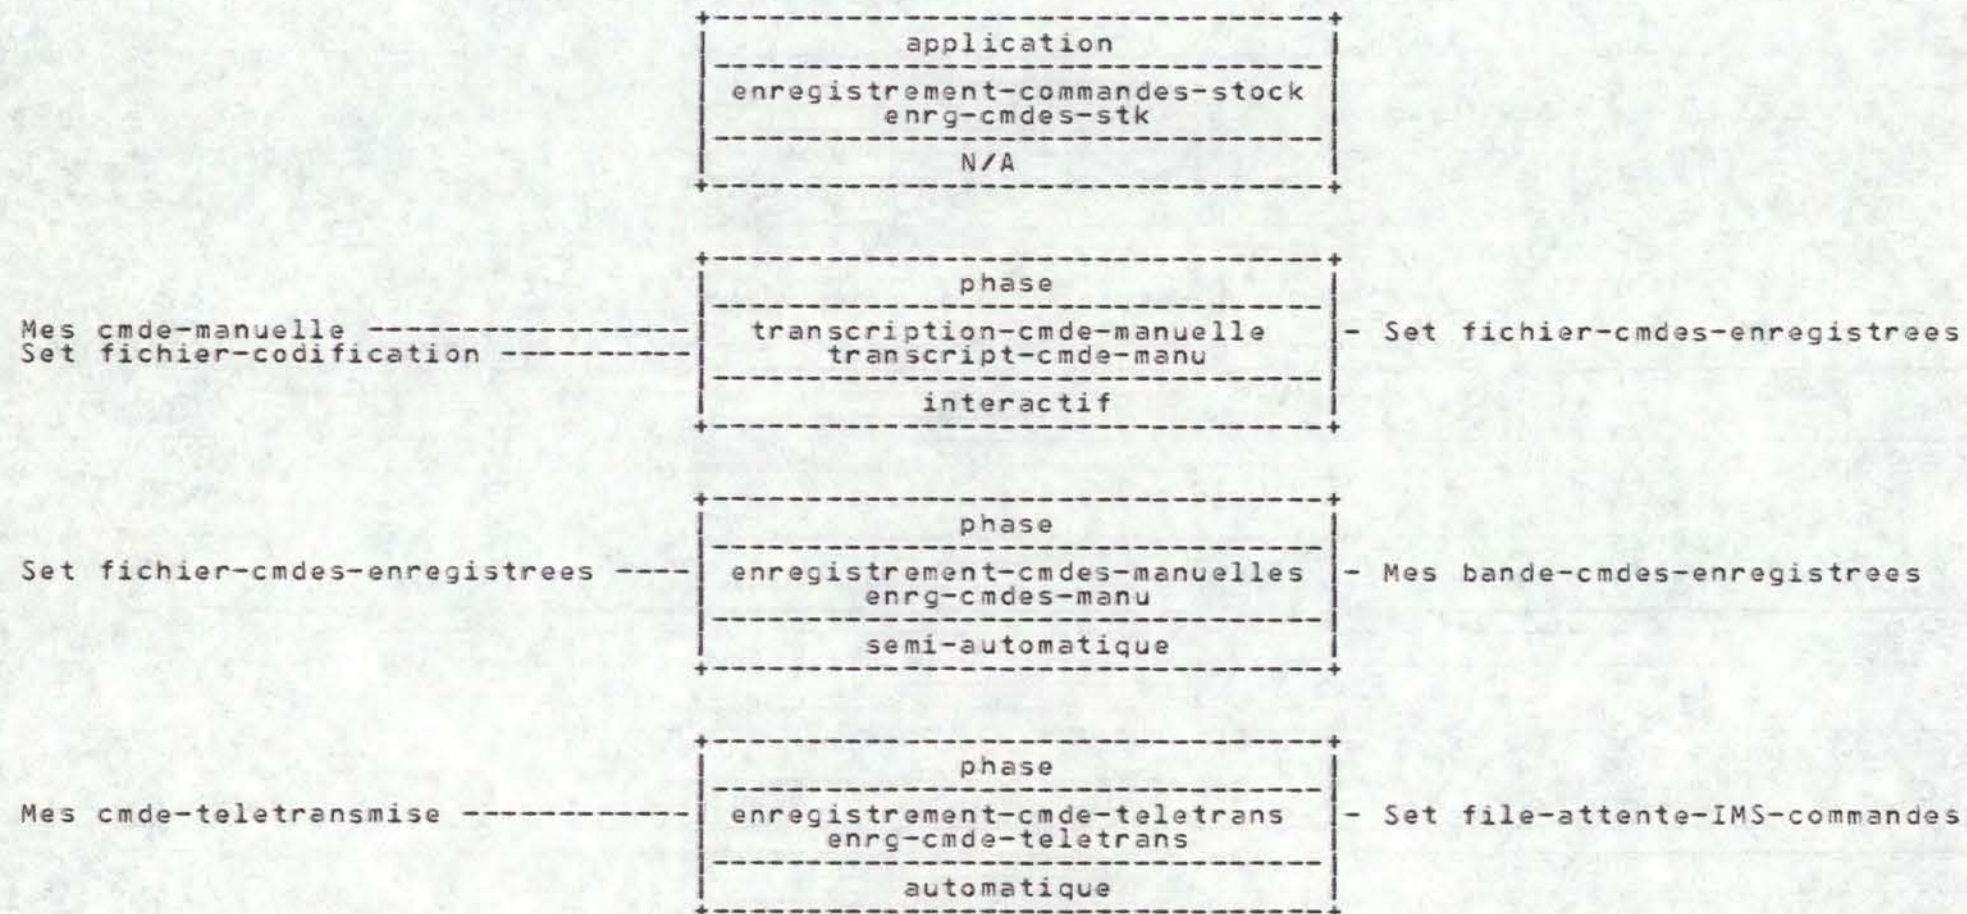 application
enregistrement-commandes-stock
enrg-cmdes-stk
N/A
phase
Mes cmde-manuelle
transcription-cmde-manuelle
Set fichier-cmdes-enregistrees
Set fichier-codification
transcript-cmde-manu
interactif
phase
Set fichier-cmdes-enregistrees
enregistrement-cmdes-manuelles
Mes bande-cmdes-enregistrees
enrg-cmdes-manu
semi-automatique
phase
Mes cmde-teletransmise
enregistrement-cmde-teletrans
Set file-attente-IMS-commandes
enrg-cmde-teletrans
automatique